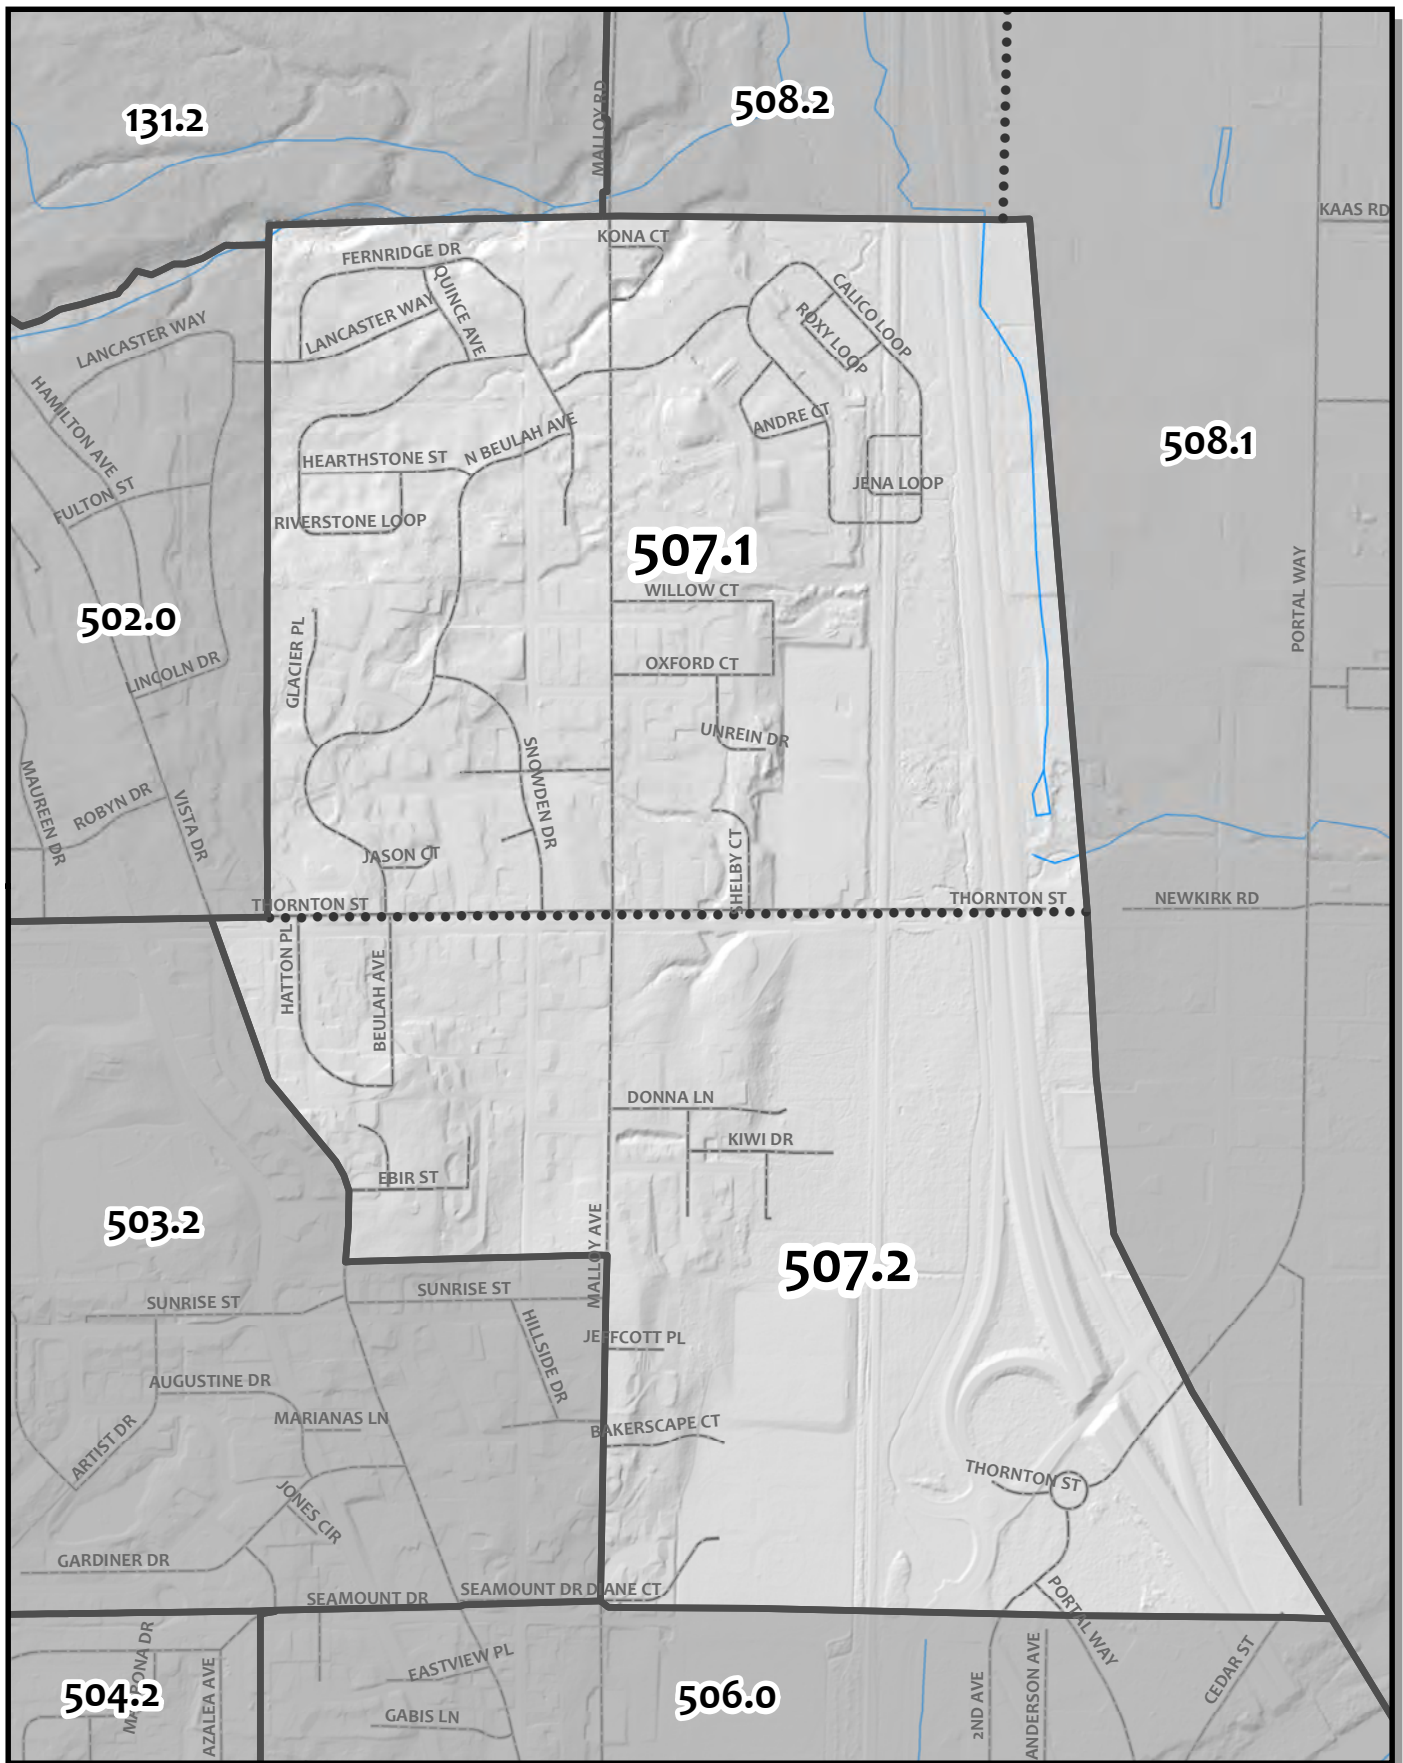 131.2
MALLOY RD
508.2
KAAS RD
KONA CT
FERNRIDGE DR
QUINCE AVE
LANCASTER WAY
LANCASTER WAY
CALICO LOOP
ROXY LOOP
HAMILTON AVE
ANDRE CT
N BEULAH AVE
508.1
HEARTHSTONE ST
JENA LOOP
FULTON ST
RIVERSTONE LOOP
507.1
WILLOW CT
PORTAL WAY
502.0
GLACIER PL
OXFORD CT
LINCOLN DR
UNREIN DR
SNOWDEN DR
MAUREEN DR
ROBYN DR
VISTA DR
JASON CT
SHELBY CT
THORNTON ST
THORNTON ST
NEWKIRK RD
HATTON PL
BEULAH AVE
DONNA LN
KIWI DR
EBIR ST
503.2
MALLOY AVE
507.2
SUNRISE ST
SUNRISE ST
HILLSIDE DR
JEFFCOTT PL
AUGUSTINE DR
MARIANAS LN
BAKERSCAPE CT
ARTIST DR
THORNTON ST
JONES CIR
GARDINER DR
SEAMOUNT DR
SEAMOUNT DR
DIANE CT
PORTAL WAY
EASTVIEW PL
CEDAR ST
504.2
AZALEA AVE
506.0
2ND AVE
ANDERSON AVE
GABIS LN